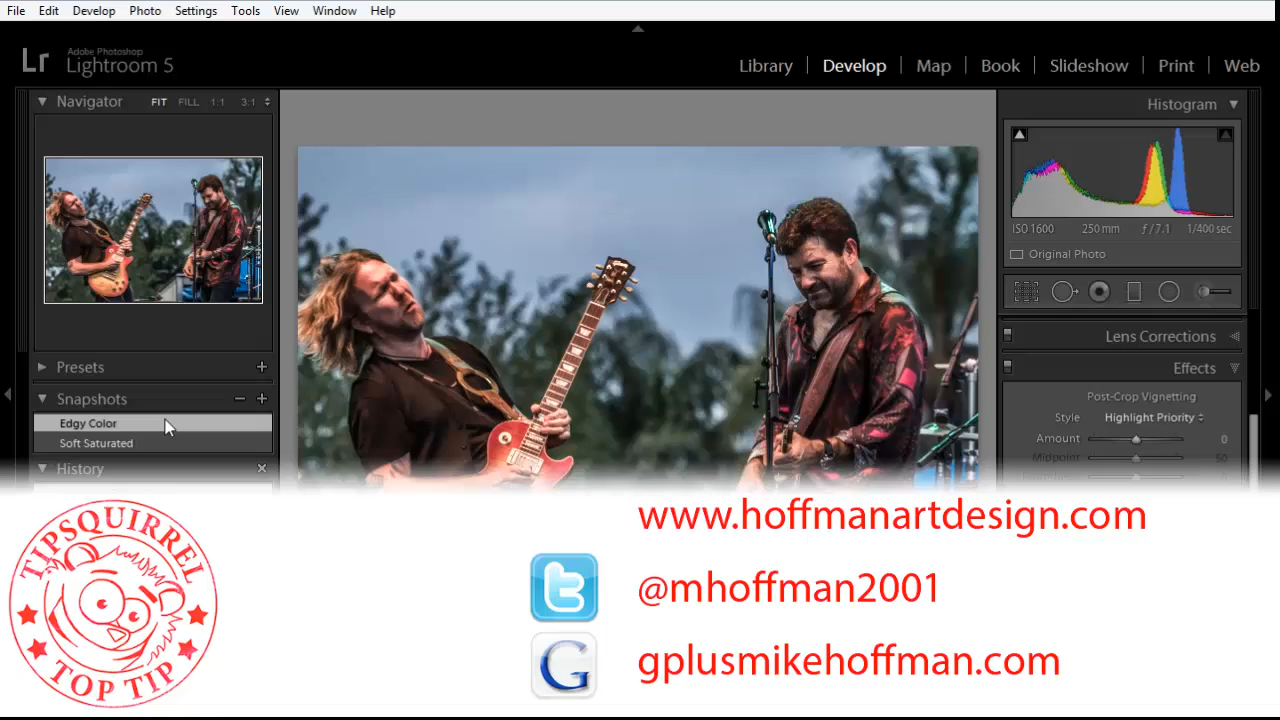 File Edit Develop Photo Settings Tools View Window Help
Lr Adobe Photoshop
Lightroom 5
Library Develop Map Book Slideshow Print Web
Navigator FIT FILL 1:1 3:1
Histogram
ISO 1600 250 mm ƒ / 7.1 1/400 sec
Original Photo
Presets
Lens Corrections
Snapshots
Effects
Edgy Color
Post-Crop Vignetting
Soft Saturated
Style Highlight Priority
History
Amount 0
Midpoint 50
TIPSQUIRREL
TOP TIP
www.hoffmanartdesign.com
@mhoffman2001
G gplusmikehoffman.com